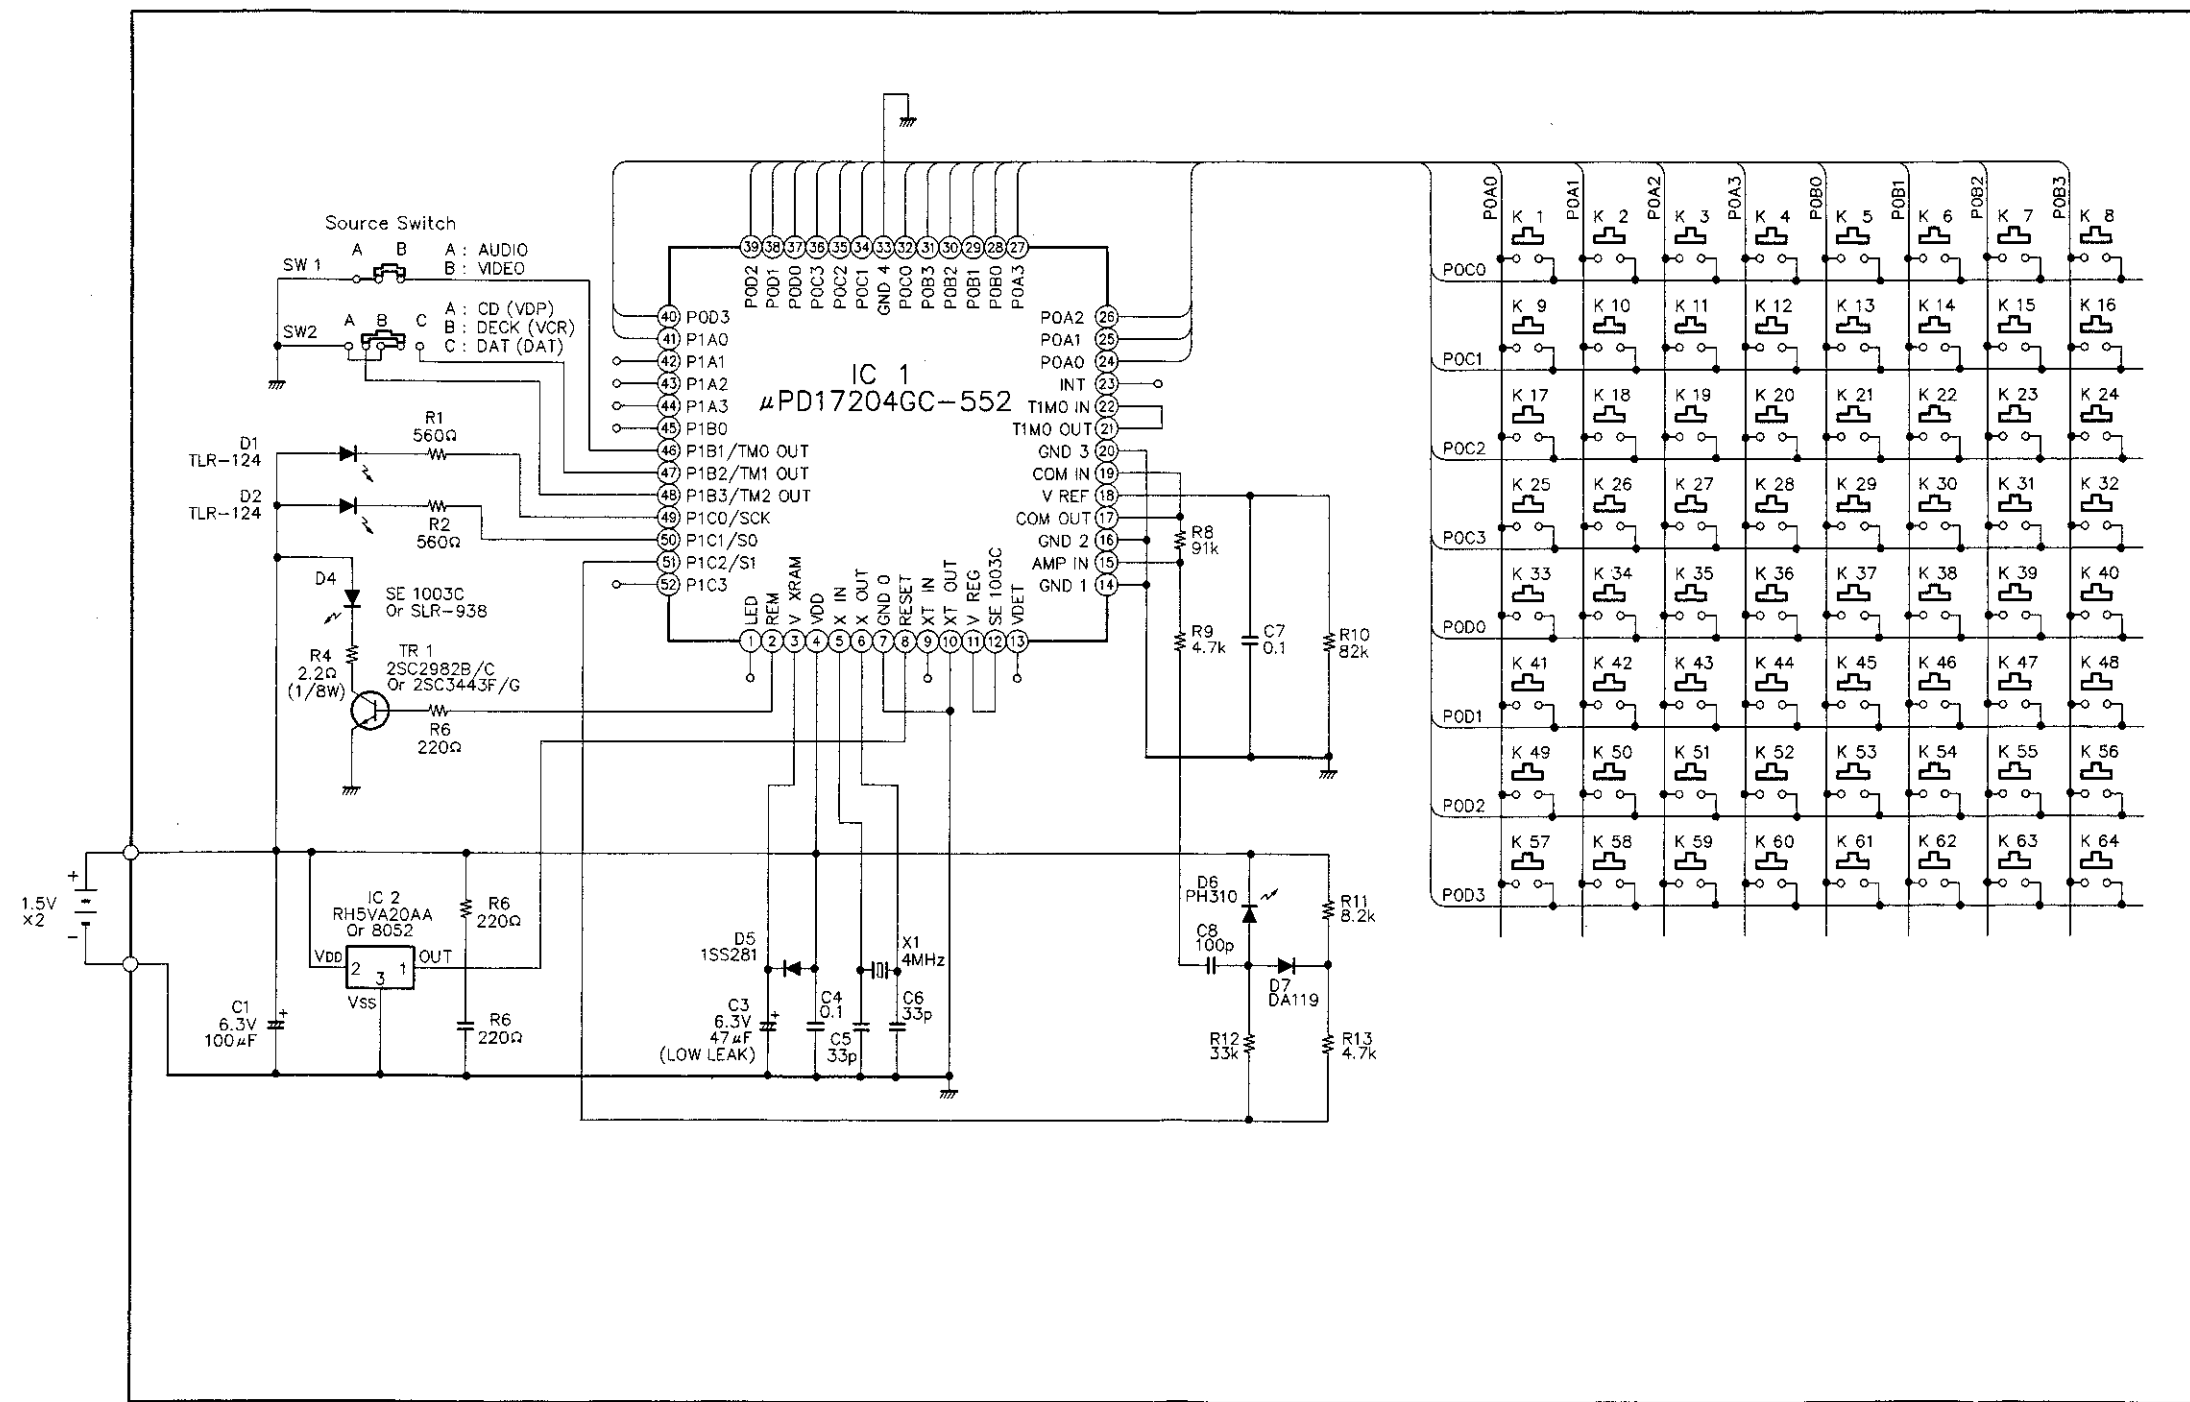 Source Switch
A B
A : AUDIO
B : VIDEO
SW 1
A B C
A : CD (VDP)
B : DECK (VCR)
C : DAT (DAT)
SW2
R1
560Ω
D1
TLR-124
D2
TLR-124
R2
560Ω
D4
SE 1003C
Or SLR-938
R4
2.2Ω
(1/8W)
TR 1
2SC2982B/C
Or 2SC3443F/G
R6
220Ω
1.5V
×2
+
-
IC 2
RH5VA20AA
Or 8052
VDD
2 3 1
OUT
VSS
R6
220Ω
R6
220Ω
C1
6.3V
100μF
+
IC 1
μPD17204GC-552
39 38 37 36 35 34 33 32 31 30 29 28 27
P0D2 P0D1 P0D0 P0C3 P0C2 P0C1 GND 4 P0C0 P0B3 P0B2 P0B1 P0B0 P0A3
40 P0D3
41 P1A0
42 P1A1
43 P1A2
44 P1A3
45 P1B0
46 P1B1/TM0 OUT
47 P1B2/TM1 OUT
48 P1B3/TM2 OUT
49 P1C0/SCK
50 P1C1/S0
51 P1C2/S1
52 P1C3
P0A2 26
P0A1 25
P0A0 24
INT 23
T1M0 IN 22
T1M0 OUT 21
GND 3 20
COM IN 19
V REF 18
COM OUT 17
GND 2 16
AMP IN 15
GND 1 14
LED REM V XRAM VDD X IN X OUT GND 0 RESET XT IN XT OUT V REG SE 1003C VDET
1 2 3 4 5 6 7 8 9 10 11 12 13
R8
91k
R9
4.7k
C7
0.1
R10
82k
D5
1SS281
C3
6.3V
47μF
(LOW LEAK)
+
C4
0.1
X1
4MHz
C5
33p
C6
33p
D6
PH310
C8
100p
D7
DA119
R11
8.2k
R12
33k
R13
4.7k
P0A0 P0A1 P0A2 P0A3 P0B0 P0B1 P0B2 P0B3
K 1 K 2 K 3 K 4 K 5 K 6 K 7 K 8
P0C0
K 9 K 10 K 11 K 12 K 13 K 14 K 15 K 16
P0C1
K 17 K 18 K 19 K 20 K 21 K 22 K 23 K 24
P0C2
K 25 K 26 K 27 K 28 K 29 K 30 K 31 K 32
P0C3
K 33 K 34 K 35 K 36 K 37 K 38 K 39 K 40
P0D0
K 41 K 42 K 43 K 44 K 45 K 46 K 47 K 48
P0D1
K 49 K 50 K 51 K 52 K 53 K 54 K 55 K 56
P0D2
K 57 K 58 K 59 K 60 K 61 K 62 K 63 K 64
P0D3